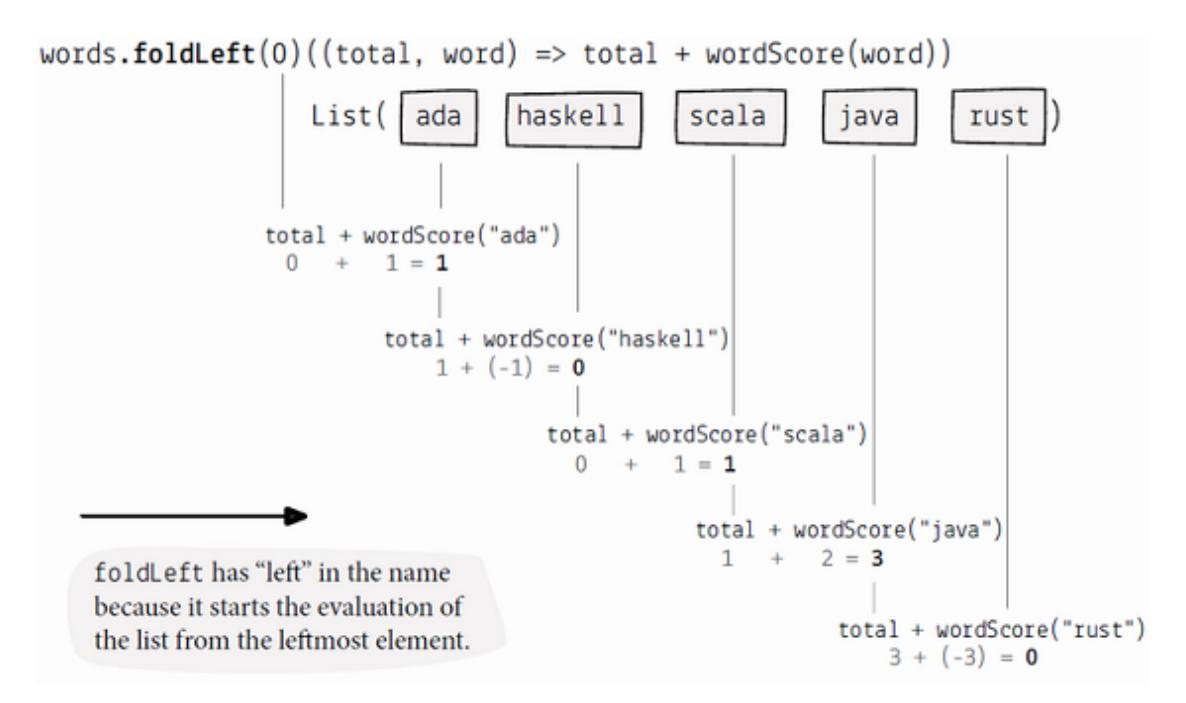 words.foldLeft(0)((total, word) => total + wordScore(word))
List( ada haskell scala java rust )
total + wordScore("ada")
0 + 1 = 1
total + wordScore("haskell")
1 + (-1) = 0
total + wordScore("scala")
0 + 1 = 1
total + wordScore("java")
1 + 2 = 3
total + wordScore("rust")
3 + (-3) = 0
foldLeft has “left” in the name
because it starts the evaluation of
the list from the leftmost element.